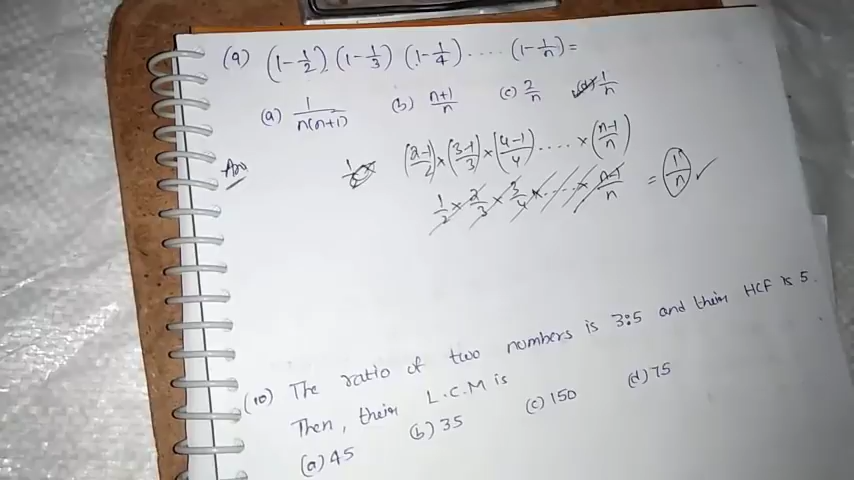 (9) (1-1/2) (1-1/3) (1-1/4) ..... (1-1/n) =
(a) 1/n(n+1) (b) n+1/n (c) 2/n (d) 1/n
Ans (2-1/2) × (3-1/3) × (4-1/4) ..... × (n-1/n)
1/2 × 2/3 × 3/4 × ..... × n-1/n = 1/n ✓
(10) The ratio of two numbers is 3:5 and their HCF is 5.
Then, their L.C.M is
(a) 45 (b) 35 (c) 150 (d) 75